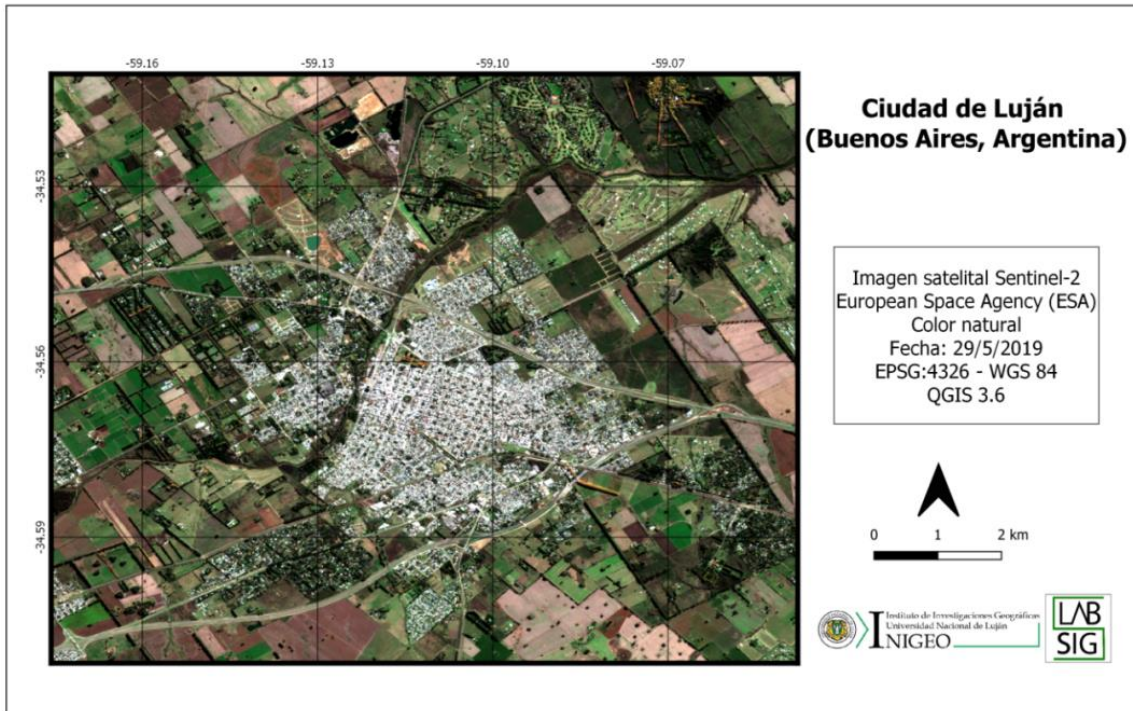 -59.16 -59.13 -59.10 -59.07
-34.53
-34.56
-34.59
Ciudad de Luján
(Buenos Aires, Argentina)
Imagen satelital Sentinel-2
European Space Agency (ESA)
Color natural
Fecha: 29/5/2019
EPSG:4326 - WGS 84
QGIS 3.6
0 1 2 km
Instituto de Investigaciones Geográficas
Universidad Nacional de Luján
INIGEO
LAB
SIG